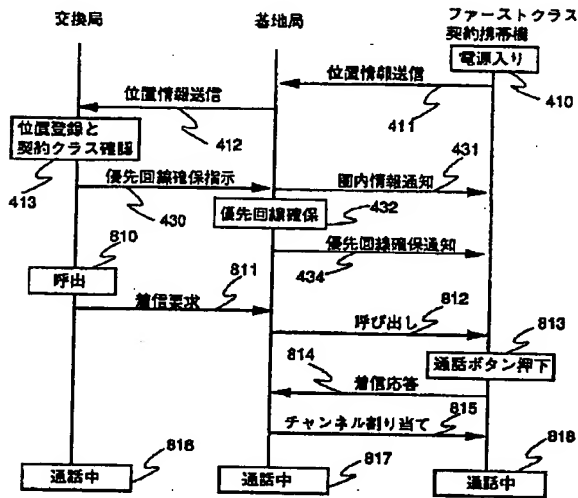 交換局
基地局
ファーストクラス
契約携帯機
電源入り
410
位置情報送信
411
位置情報送信
412
位置登録と
契約クラス確認
413
優先回線確保指示
430
圏内情報通知
431
優先回線確保
432
優先回線確保通知
434
810
呼出
811
着信要求
812
呼び出し
813
通話ボタン押下
814
着信応答
815
チャンネル割り当て
816
通話中
817
通話中
818
通話中